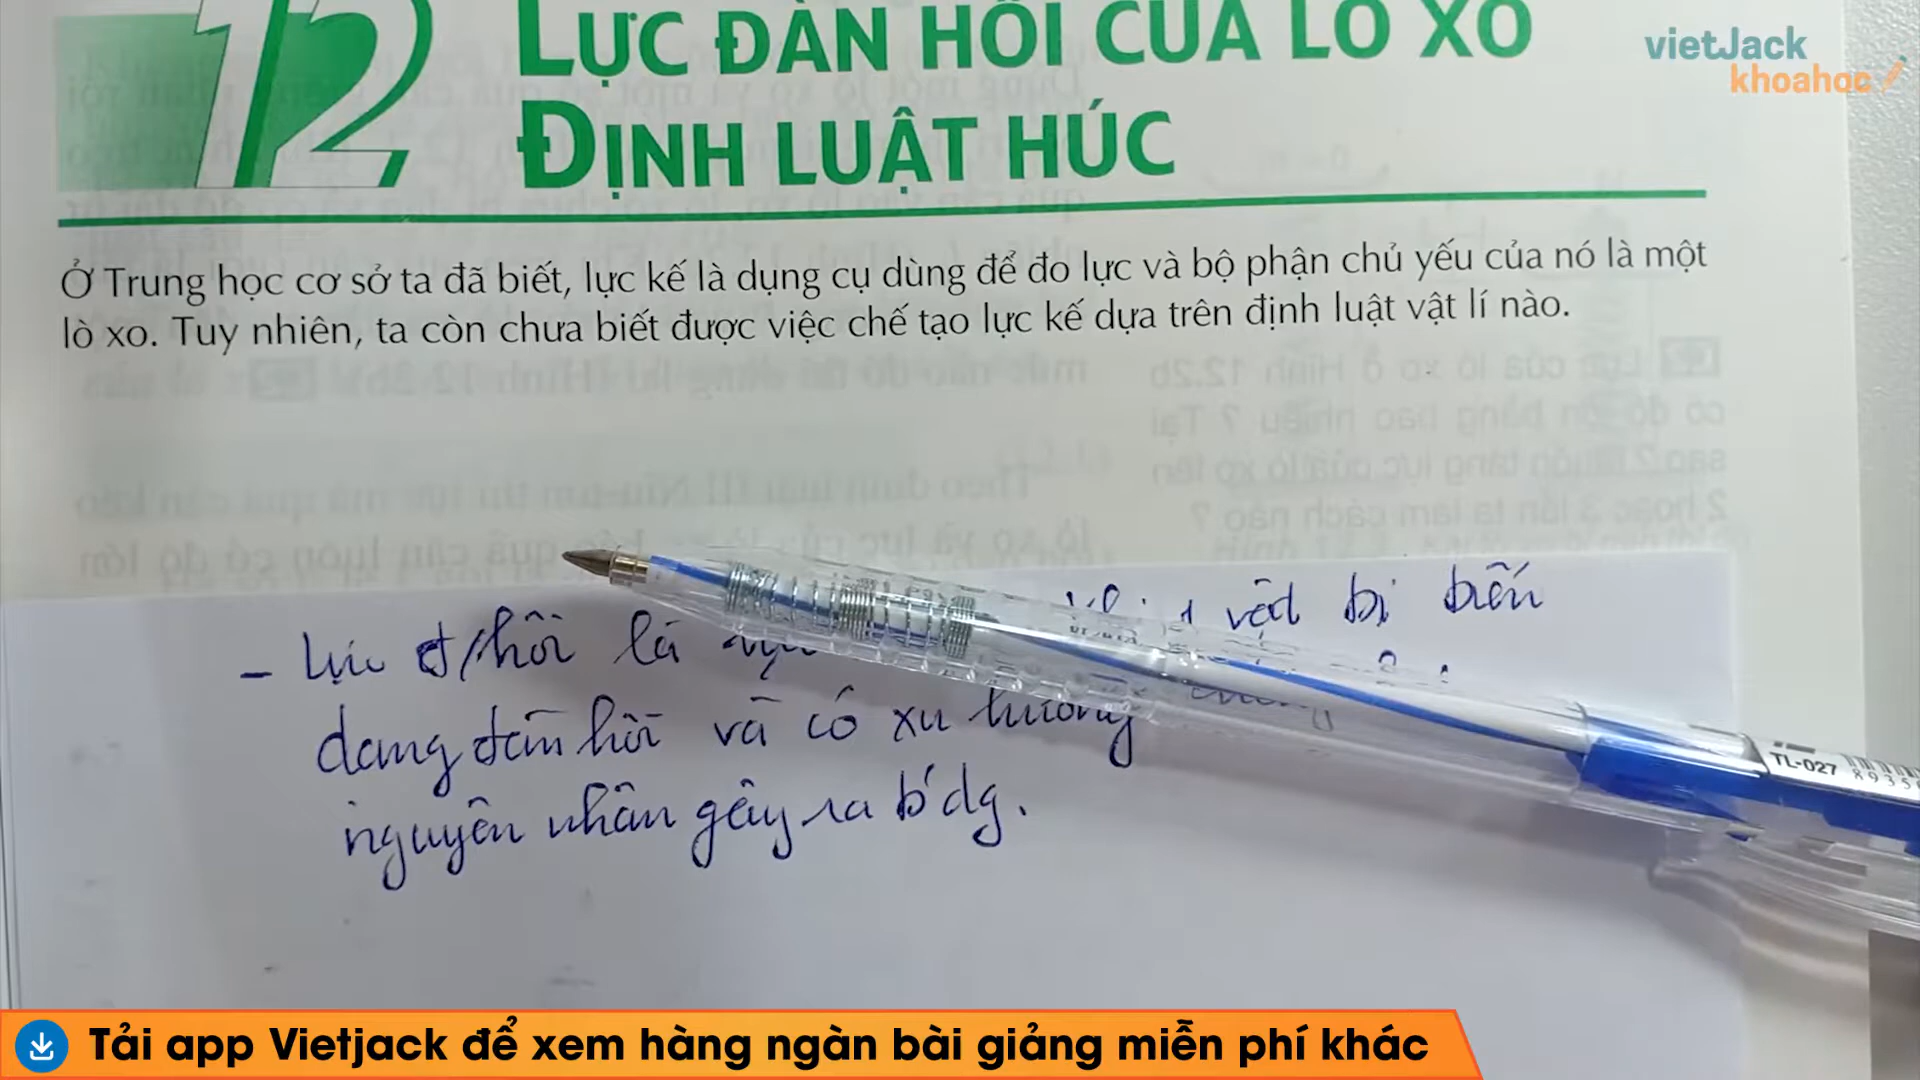 12
LỰC ĐÀN HỒI CỦA LÒ XO
ĐỊNH LUẬT HÚC
vietJack
khoahoc
Ở Trung học cơ sở ta đã biết, lực kế là dụng cụ dùng để đo lực và bộ phận chủ yếu của nó là một
lò xo. Tuy nhiên, ta còn chưa biết được việc chế tạo lực kế dựa trên định luật vật lí nào.
- Lực đ/hồi là vật bị biến
dạng đàn hồi và có xu hướng
nguyên nhân gây ra b'dg.
TL-027
Tải app Vietjack để xem hàng ngàn bài giảng miễn phí khác